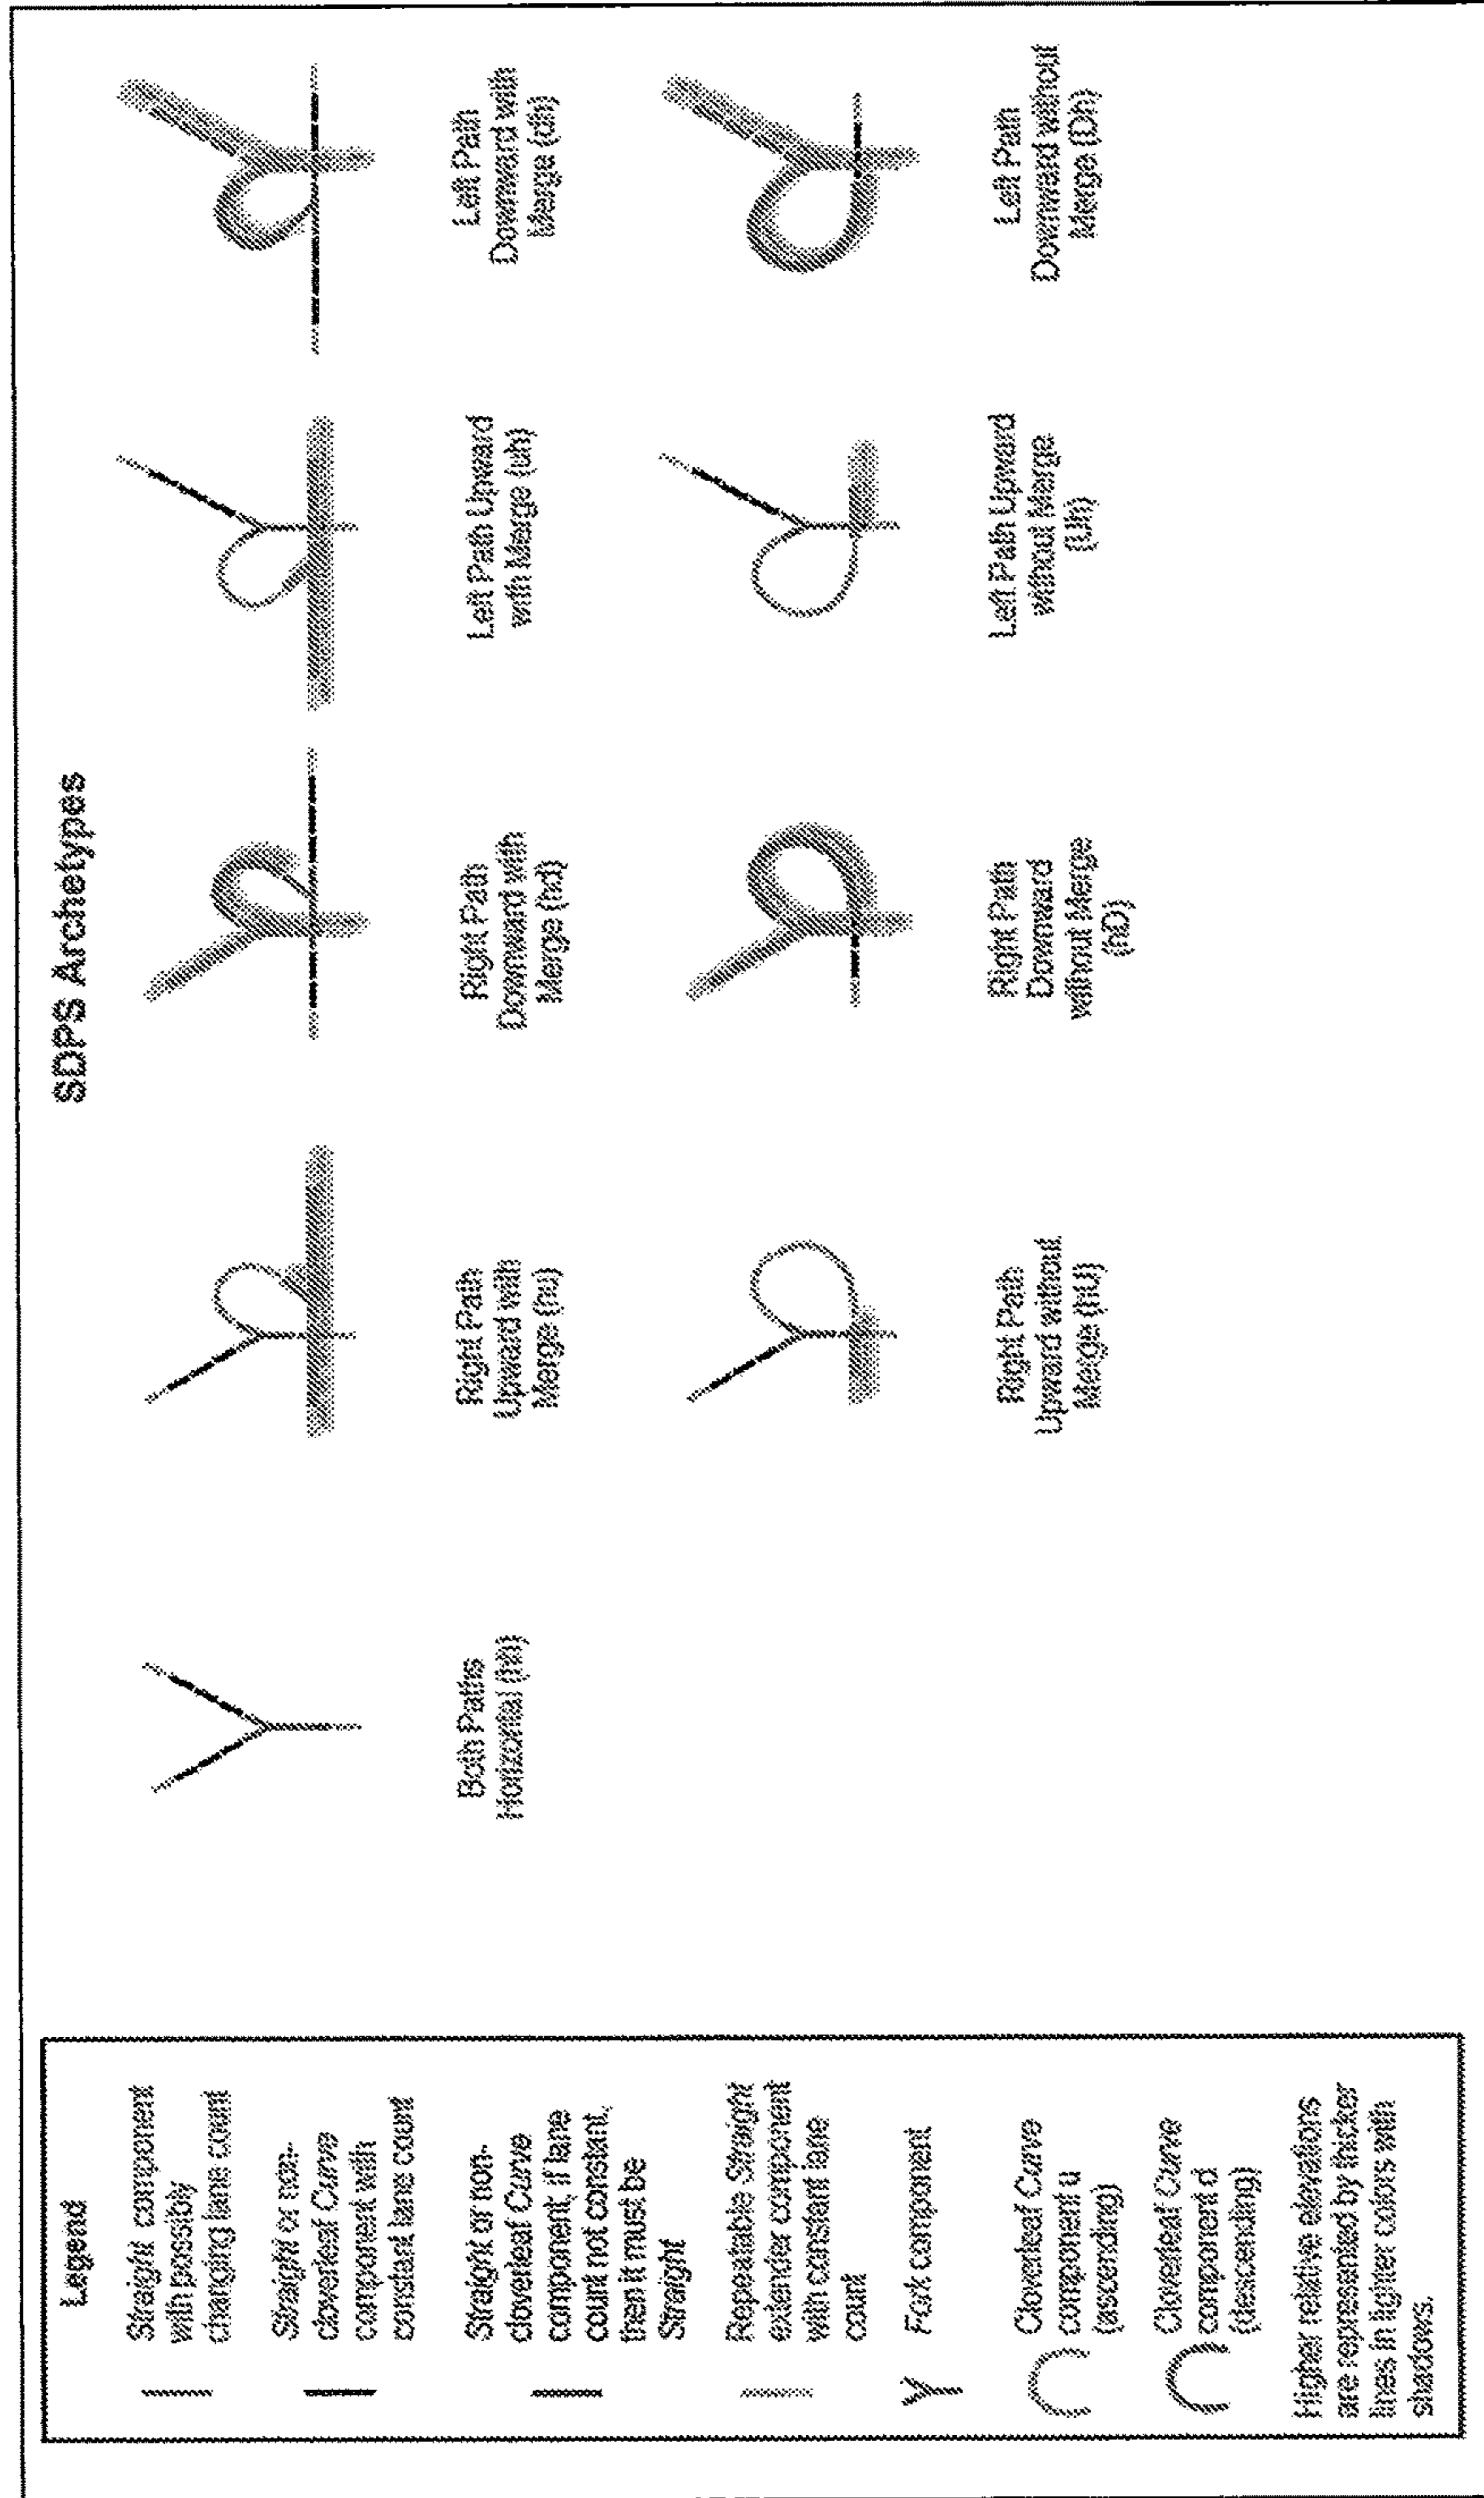 SDPS Archetypes
Legend
Straight component
with possibly
changing lane count
Straight or non-
cloverleaf Curve
component with
constant lane count
Straight or non-
cloverleaf Curve
component, if lane
count not constant,
then it must be
Straight
Repeatable Straight
extender component
with constant lane
count
Fork component
Cloverleaf Curve
component u
(ascending)
Cloverleaf Curve
component d
(descending)
Higher relative elevations
are represented by thicker
lines in lighter colors with
shadows.
Both Paths
Horizontal (hh)
Right Path
Upward with
Merge (hu)
Right Path
Downward with
Merge (hd)
Left Path Upward
with Merge (uh)
Left Path
Downward with
Merge (dh)
Right Path
Upward without
Merge (hU)
Right Path
Downward
without Merge
(hD)
Left Path Upward
without Merge
(Uh)
Left Path
Downward without
Merge (Dh)